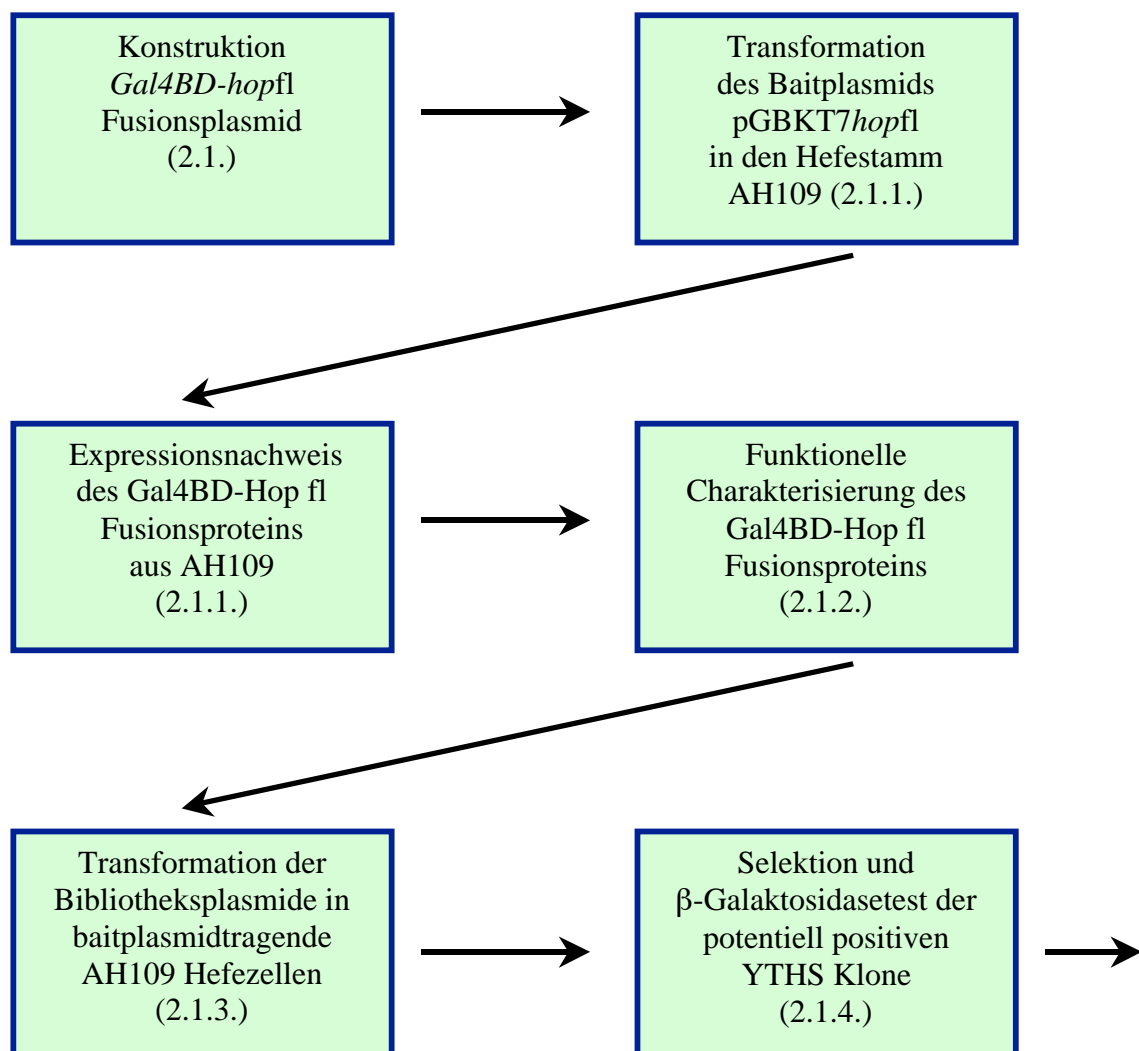 Konstruktion
Gal4BD-hopfl
Fusionsplasmid
(2.1.)
Transformation
des Baitplasmids
pGBKT7hopfl
in den Hefestamm
AH109 (2.1.1.)
Expressionsnachweis
des Gal4BD-Hop fl
Fusionsproteins
aus AH109
(2.1.1.)
Funktionelle
Charakterisierung des
Gal4BD-Hop fl
Fusionsproteins
(2.1.2.)
Transformation der
Bibliotheksplasmide in
baitplasmidtragende
AH109 Hefezellen
(2.1.3.)
Selektion und
β-Galaktosidasetest der
potentiell positiven
YTHS Klone
(2.1.4.)